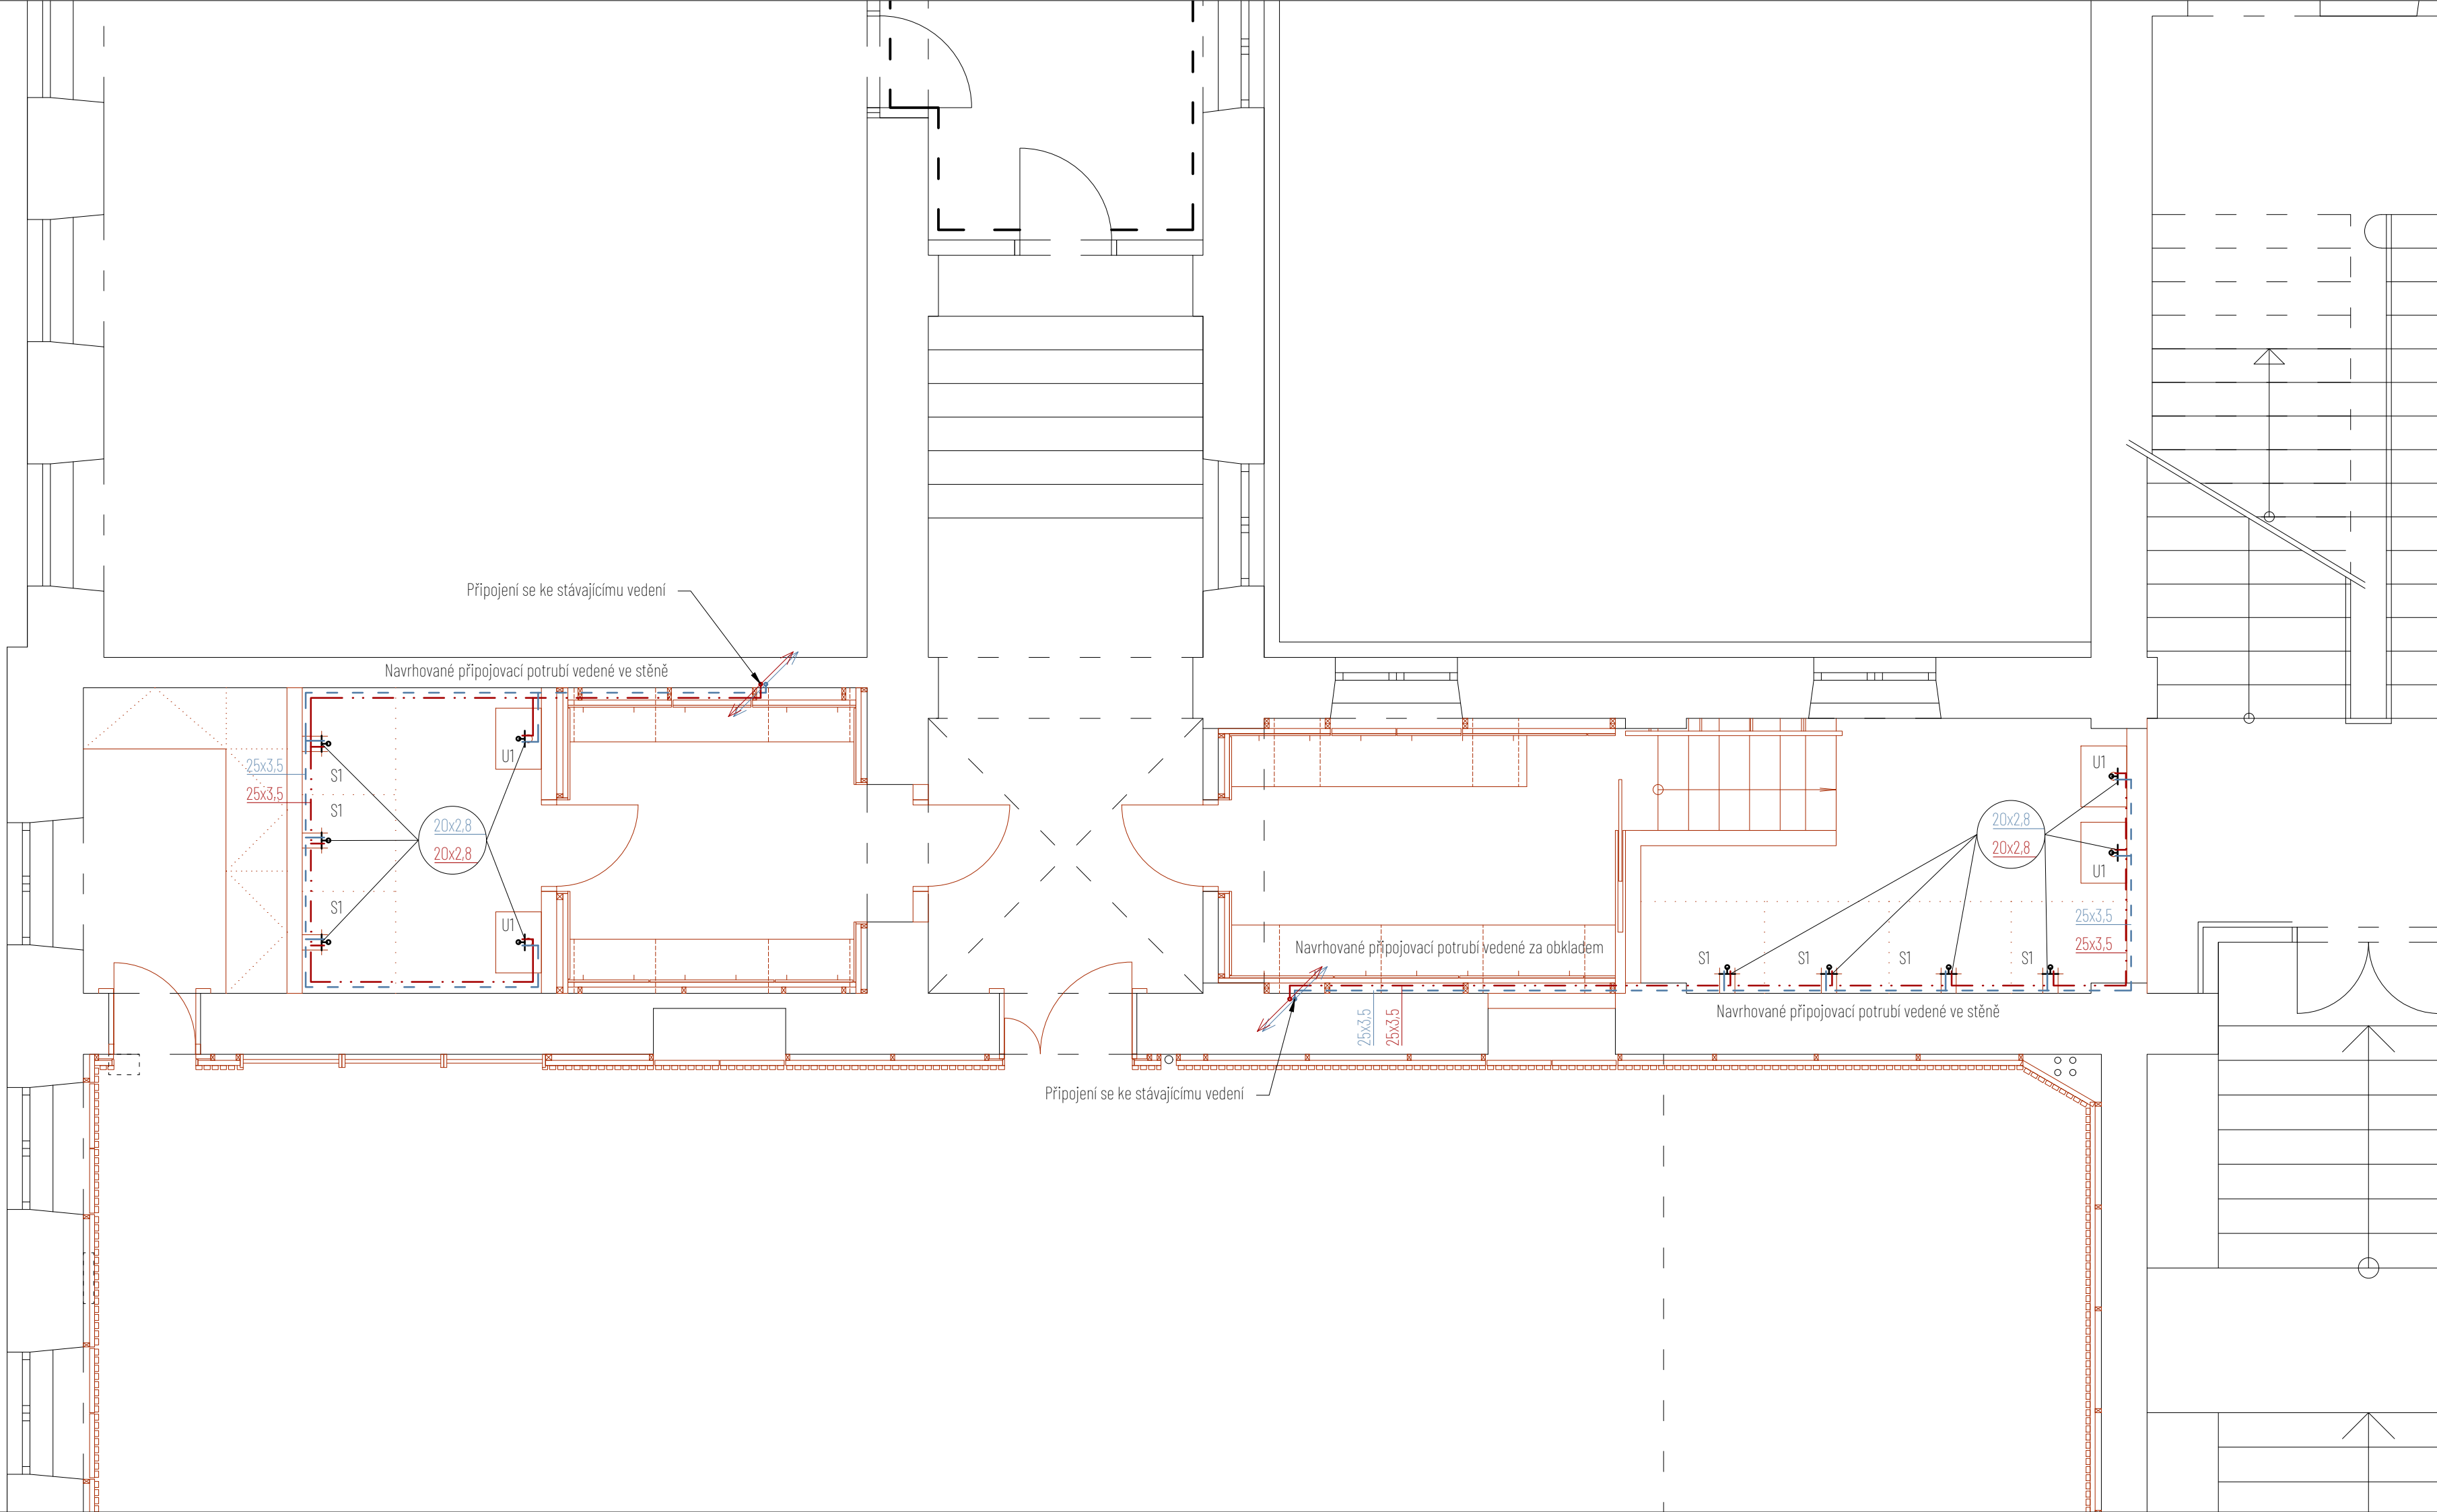 Připojení se ke stávajícímu vedení
Navrhované připojovací potrubí vedené ve stěně
U1
25x3,5
25x3,5
S1
S1
S1
20x2,8
20x2,8
U1
U1
U1
20x2,8
20x2,8
25x3,5
25x3,5
Navrhované připojovací potrubí vedené za obkladem
S1
S1
S1
S1
Navrhované připojovací potrubí vedené ve stěně
25x3,5
25x3,5
Připojení se ke stávajícímu vedení